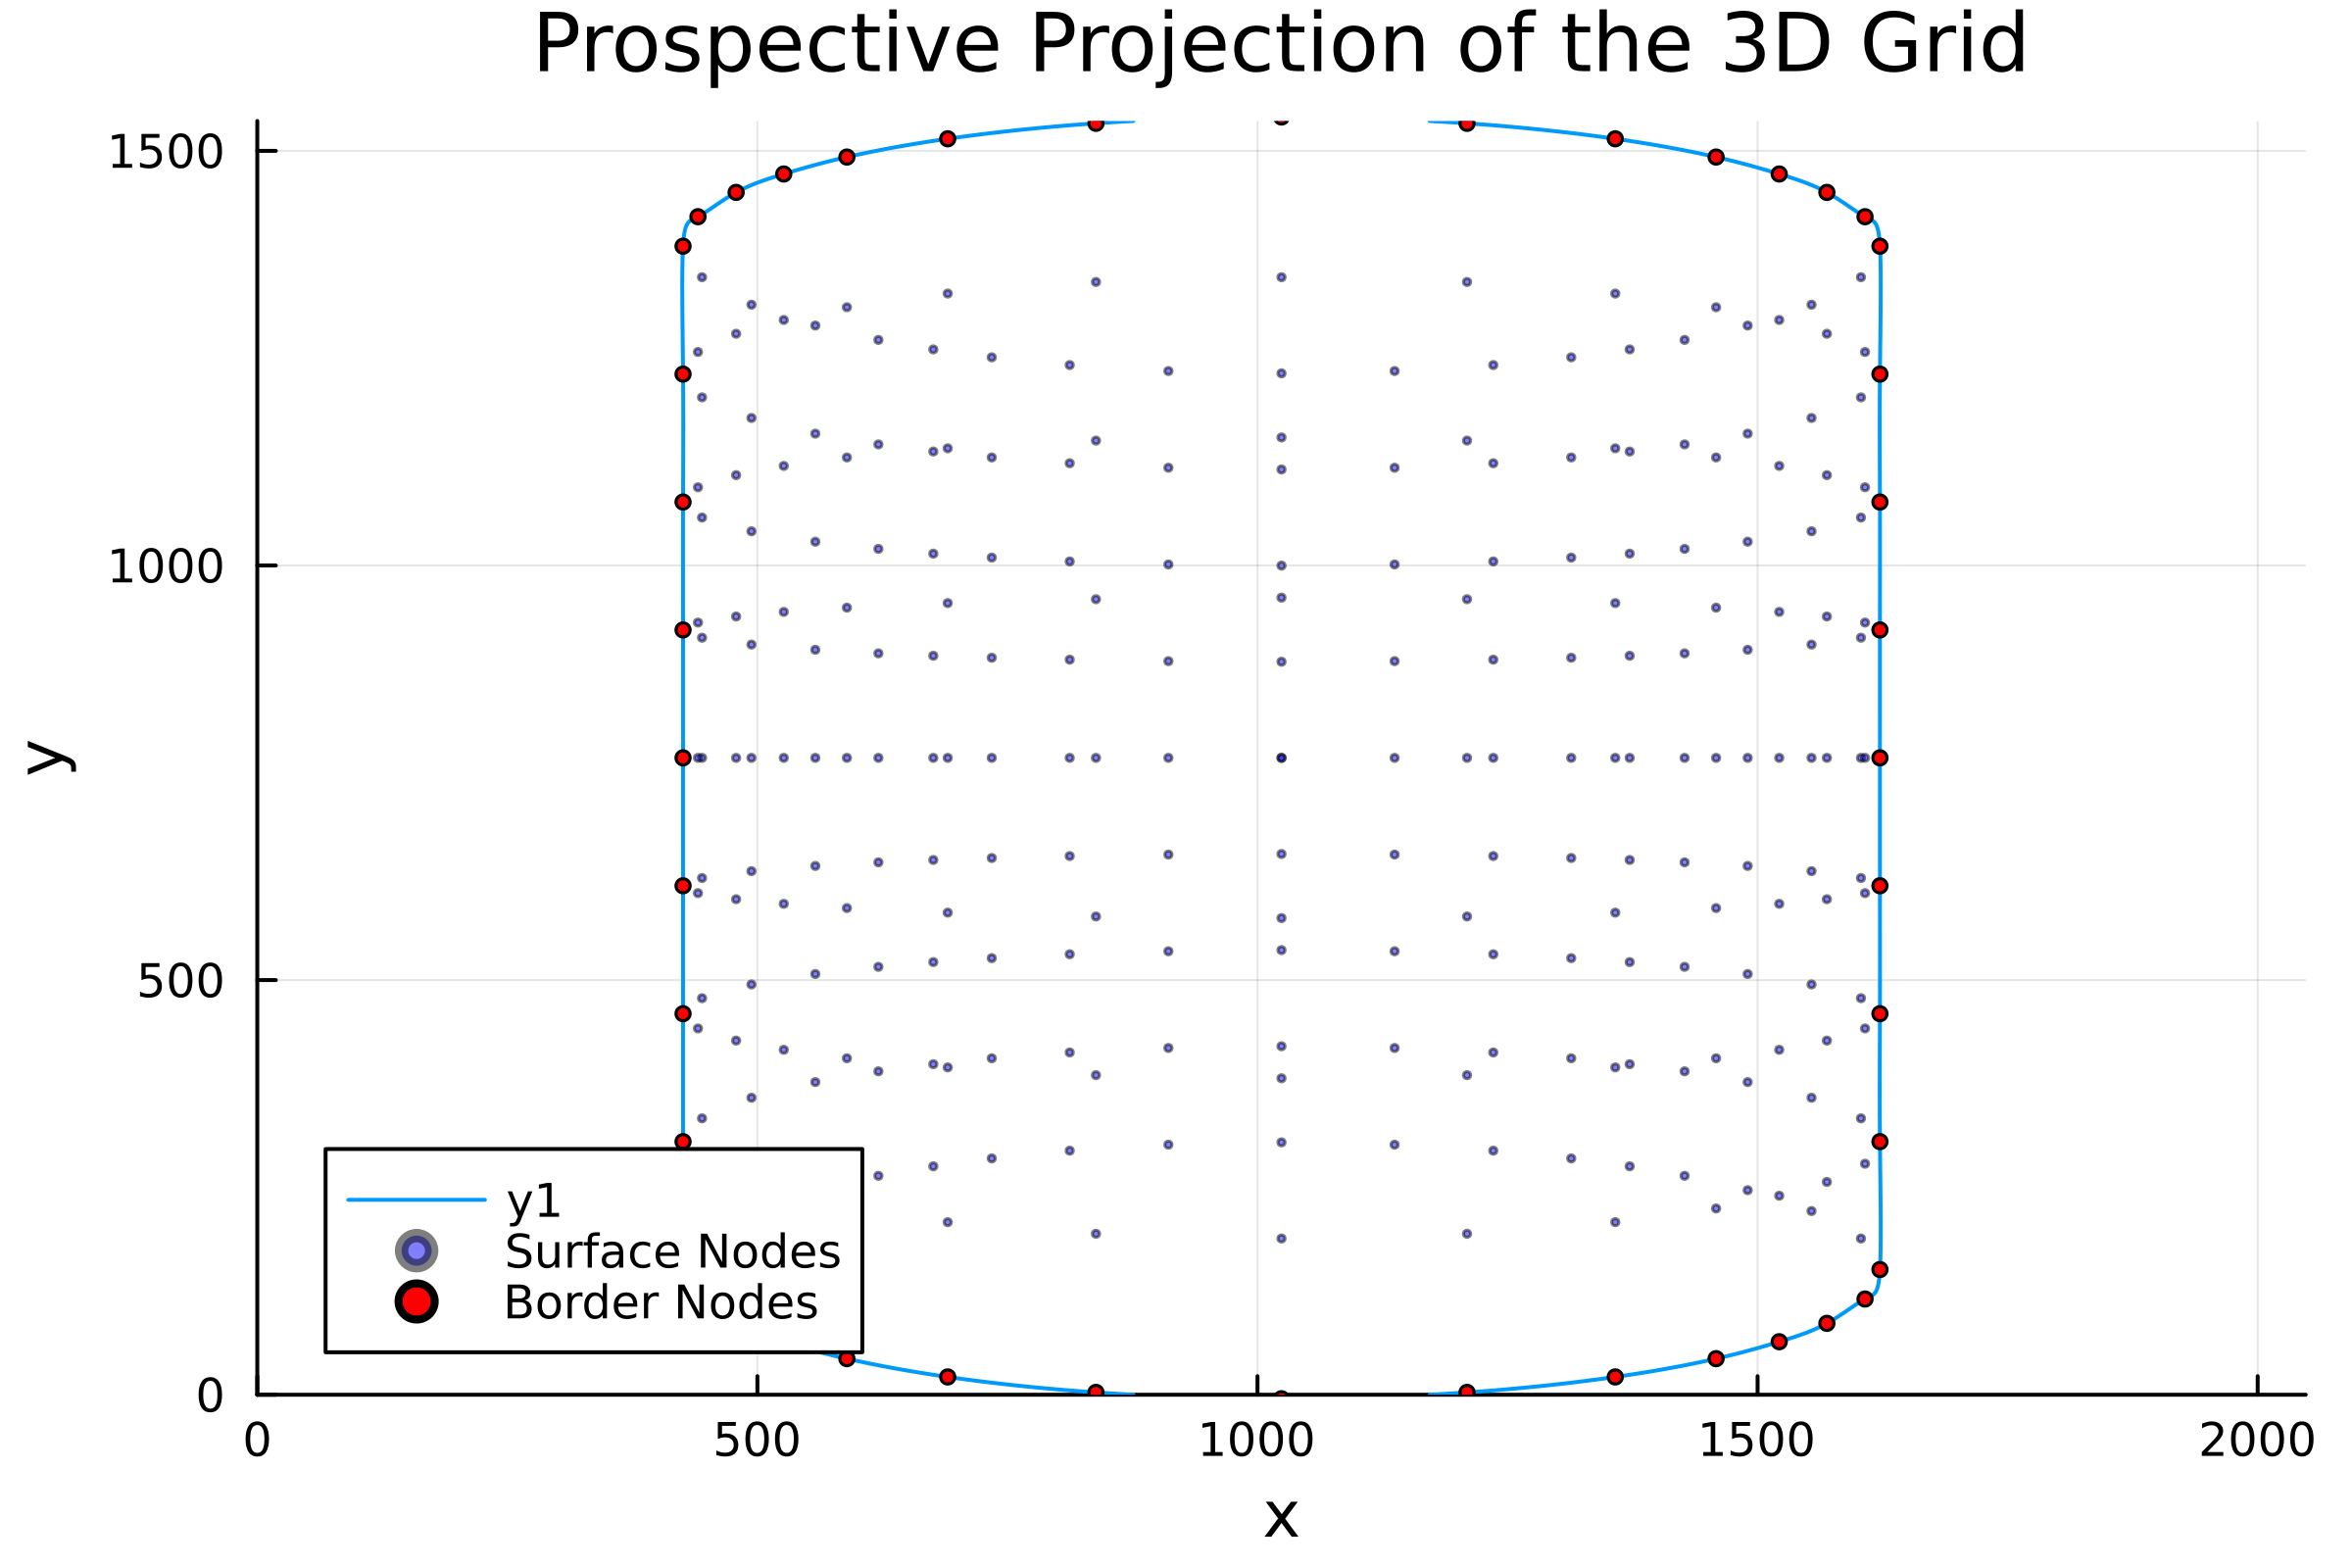 Prospective Projection of the 3D Grid
1500
1000
500
0
y
y1
Surface Nodes
Border Nodes
0 500 1000 1500 2000
x